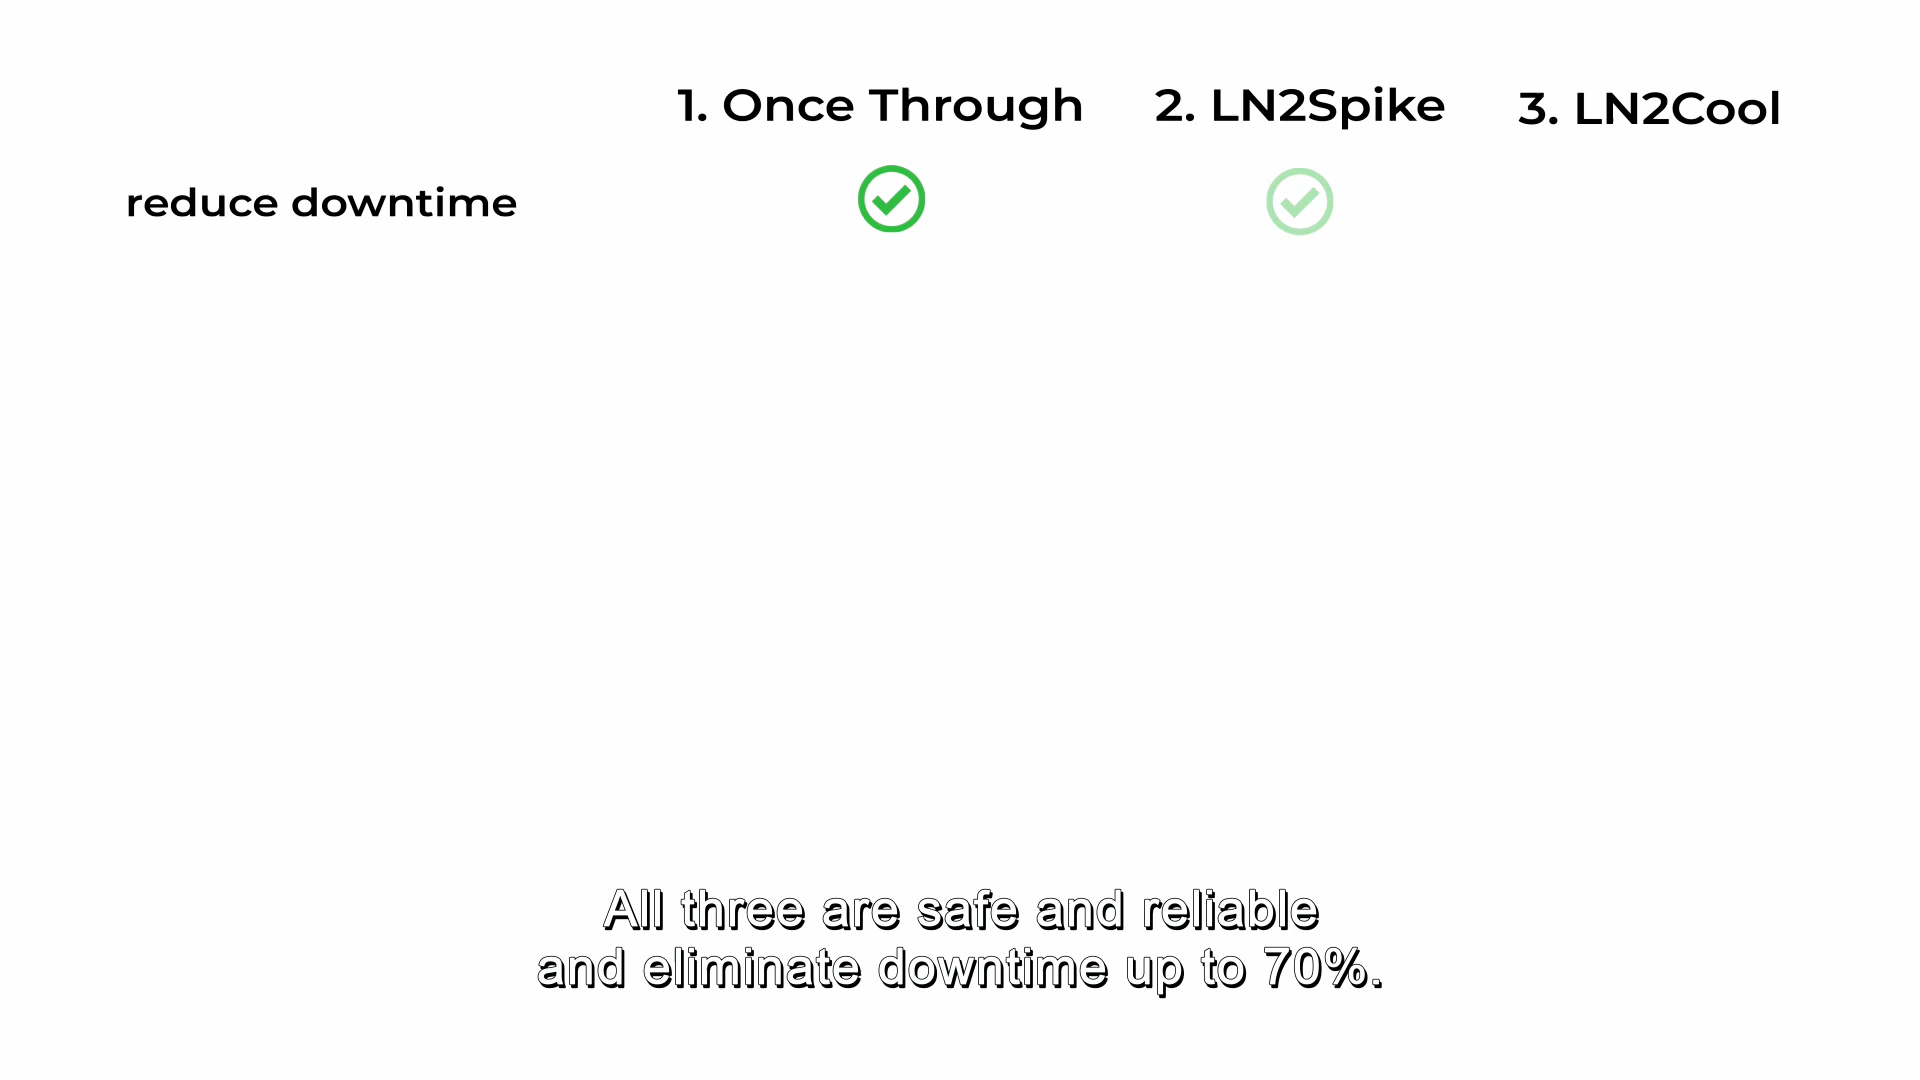 1. Once Through 2. LN2Spike 3. LN2Cool
reduce downtime
All three are safe and reliable
and eliminate downtime up to 70%.